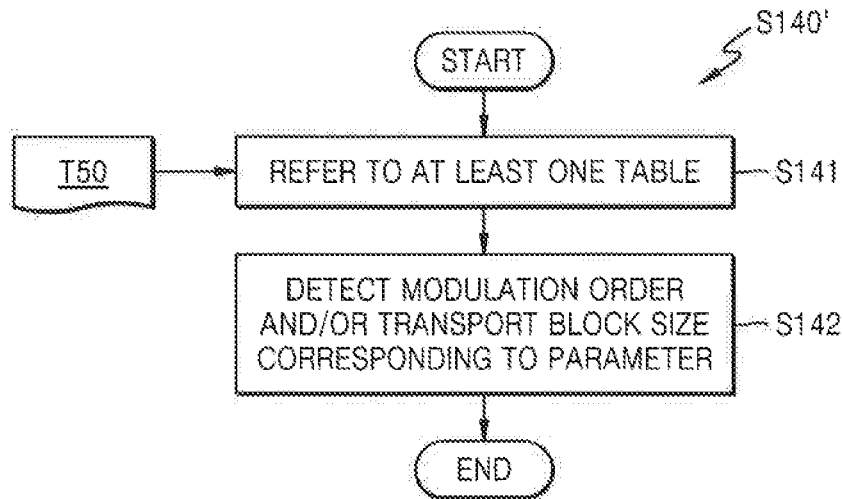 S140'
START
T50
REFER TO AT LEAST ONE TABLE
S141
DETECT MODULATION ORDER
AND/OR TRANSPORT BLOCK SIZE
CORRESPONDING TO PARAMETER
S142
END